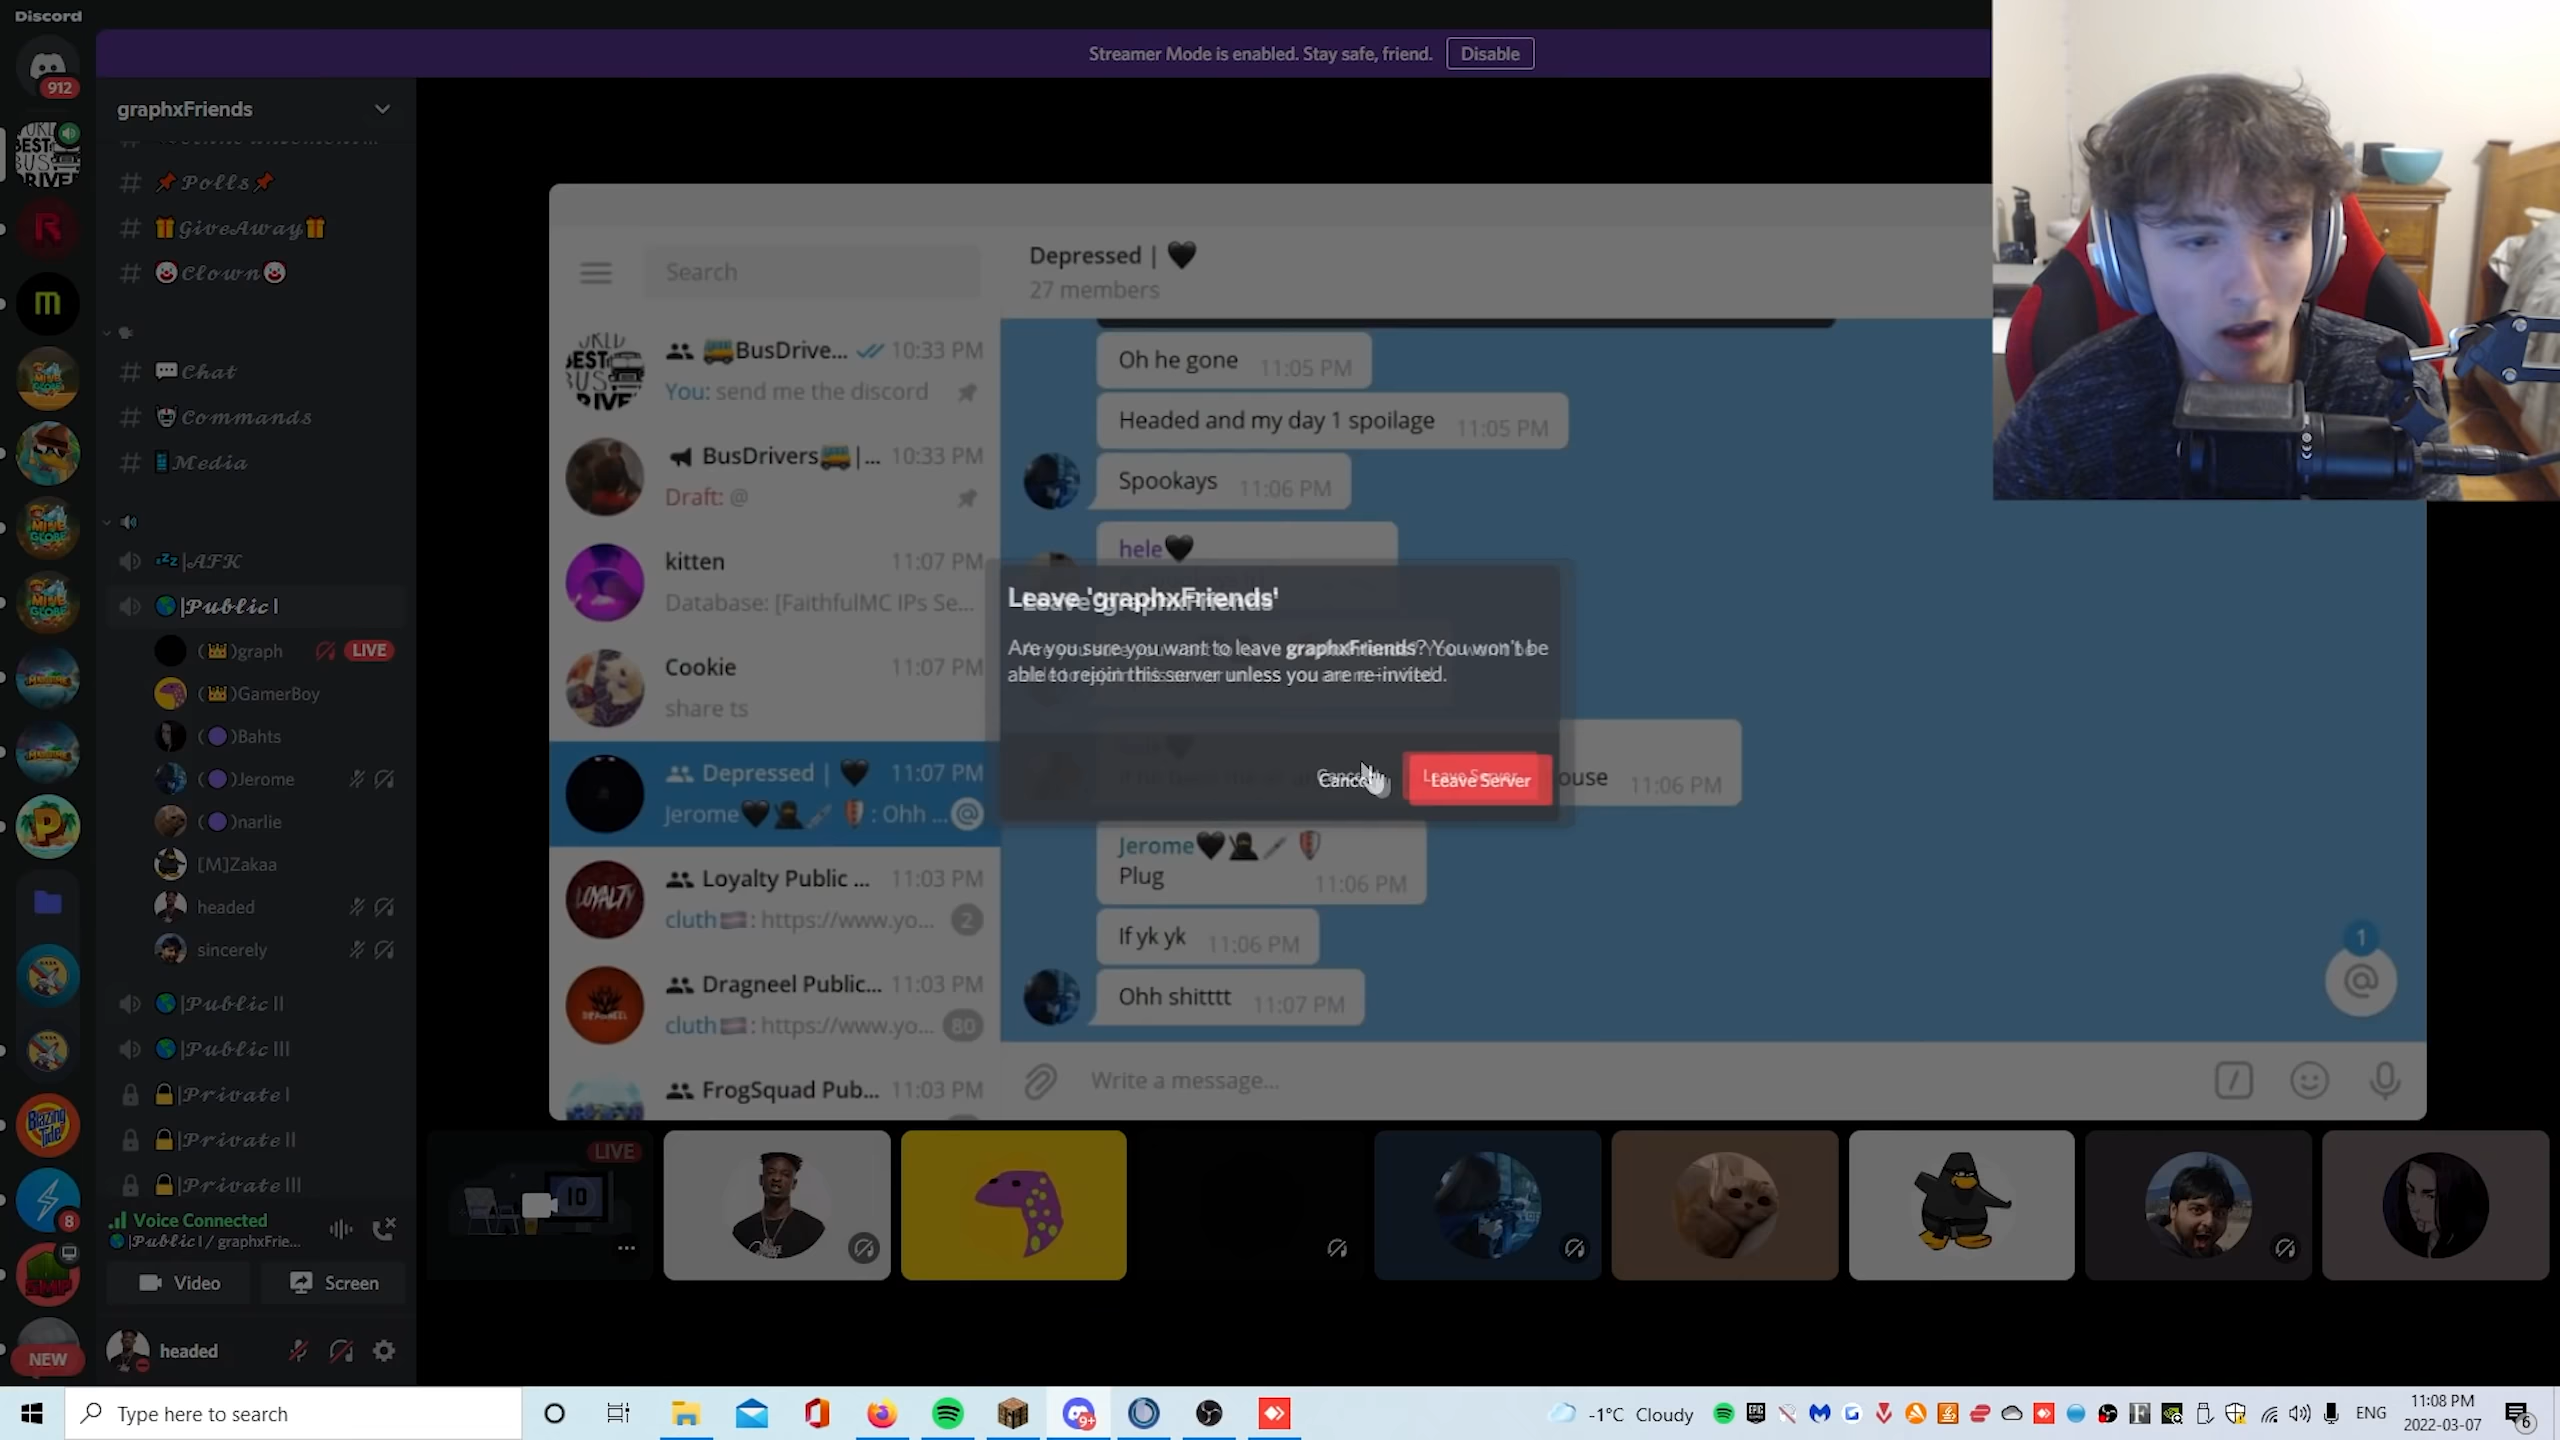 Discord
Streamer Mode is enabled. Stay safe, friend.
Disable
912
graphxFriends
Polls
GiveAway
Clown
Chat
Commands
Media
|AFK
|Public I
( )graph
LIVE
( )GamerBoy
( )Bahts
( )Jerome
( )narlie
[M]Zakaa
headed
sincerely
|Public II
|Public III
|Private I
|Private II
|Private III
Voice Connected
|Public I / graphxFrie...
Video
Screen
headed
8
NEW
Search
BusDrive... 10:33 PM
You: send me the discord
BusDrivers |... 10:33 PM
Draft: @
kitten 11:07 PM
Database: [FaithfulMC IPs Se...
Cookie 11:07 PM
share ts
Depressed | 11:07 PM
Jerome : Ohh ... @
Loyalty Public ... 11:03 PM
cluth : https://www.yo... 2
Dragneel Public... 11:03 PM
cluth : https://www.yo... 80
FrogSquad Pub... 11:03 PM
Depressed |
27 members
Oh he gone 11:05 PM
Headed and my day 1 spoilage 11:05 PM
Spookays 11:06 PM
hele
Leave 'graphxFriends'
Are you sure you want to leave graphxFriends? You won't be
able to rejoin this server unless you are re-invited.
Cancel
Leave Server
ouse 11:06 PM
Jerome
Plug 11:06 PM
If yk yk 11:06 PM
Ohh shitttt 11:07 PM
1
@
Write a message...
LIVE
10
Type here to search
9+
-1°C Cloudy
ENG
11:08 PM
2022-03-07
6